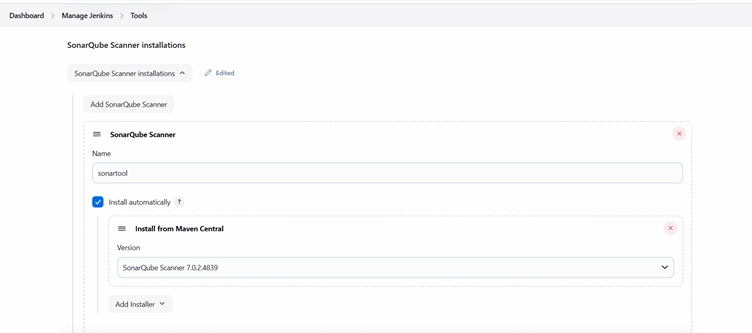 Dashboard > Manage Jenkins > Tools
SonarQube Scanner installations
SonarQube Scanner installations Edited
Add SonarQube Scanner
SonarQube Scanner
Name
sonartool
Install automatically ?
Install from Maven Central
Version
SonarQube Scanner 7.0.2.4839
Add Installer